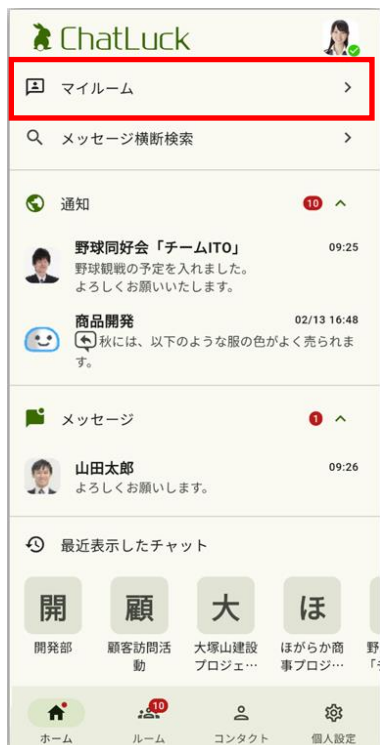 ChatLuck
マイルーム
メッセージ横断検索
通知
10
野球同好会「チームITO」
09:25
野球観戦の予定を入れました。
よろしくお願いいたします。
商品開発
02/13 16:48
秋には、以下のような服の色がよく売られま
す。
メッセージ
1
山田太郎
09:26
よろしくお願いします。
最近表示したチャット
開
顧
大
ほ
開発部
顧客訪問活
動
大塚山建設
プロジェ…
ほがらか商
事プロジ…
野
「チ
10
ホーム
ルーム
コンタクト
個人設定